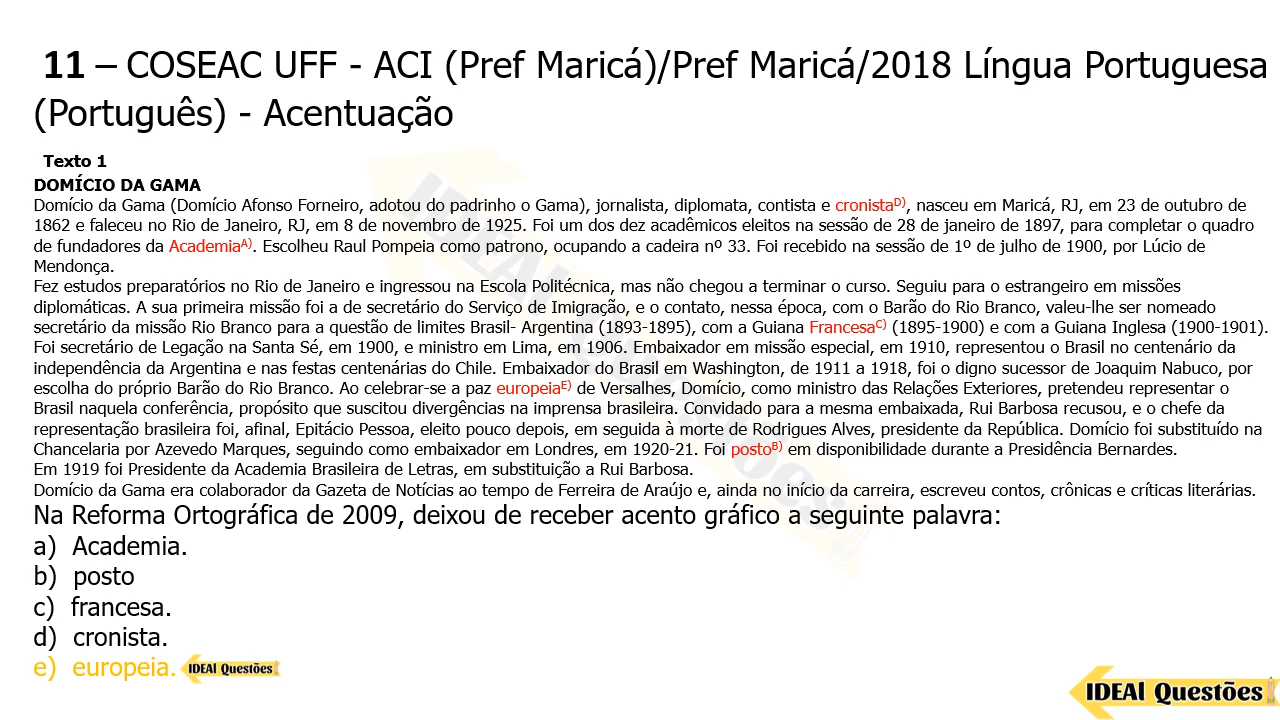 11 – COSEAC UFF - ACI (Pref Maricá)/Pref Maricá/2018 Língua Portuguesa
(Português) - Acentuação
Texto 1
DOMÍCIO DA GAMA
Domício da Gama (Domício Afonso Forneiro, adotou do padrinho o Gama), jornalista, diplomata, contista e cronistaD), nasceu em Maricá, RJ, em 23 de outubro de
1862 e faleceu no Rio de Janeiro, RJ, em 8 de novembro de 1925. Foi um dos dez acadêmicos eleitos na sessão de 28 de janeiro de 1897, para completar o quadro
de fundadores da AcademiaA). Escolheu Raul Pompeia como patrono, ocupando a cadeira nº 33. Foi recebido na sessão de 1º de julho de 1900, por Lúcio de
Mendonça.
Fez estudos preparatórios no Rio de Janeiro e ingressou na Escola Politécnica, mas não chegou a terminar o curso. Seguiu para o estrangeiro em missões
diplomáticas. A sua primeira missão foi a de secretário do Serviço de Imigração, e o contato, nessa época, com o Barão do Rio Branco, valeu-lhe ser nomeado
secretário da missão Rio Branco para a questão de limites Brasil- Argentina (1893-1895), com a Guiana FrancesaC) (1895-1900) e com a Guiana Inglesa (1900-1901).
Foi secretário de Legação na Santa Sé, em 1900, e ministro em Lima, em 1906. Embaixador em missão especial, em 1910, representou o Brasil no centenário da
independência da Argentina e nas festas centenárias do Chile. Embaixador do Brasil em Washington, de 1911 a 1918, foi o digno sucessor de Joaquim Nabuco, por
escolha do próprio Barão do Rio Branco. Ao celebrar-se a paz europeiaE) de Versalhes, Domício, como ministro das Relações Exteriores, pretendeu representar o
Brasil naquela conferência, propósito que suscitou divergências na imprensa brasileira. Convidado para a mesma embaixada, Rui Barbosa recusou, e o chefe da
representação brasileira foi, afinal, Epitácio Pessoa, eleito pouco depois, em seguida à morte de Rodrigues Alves, presidente da República. Domício foi substituído na
Chancelaria por Azevedo Marques, seguindo como embaixador em Londres, em 1920-21. Foi postoB) em disponibilidade durante a Presidência Bernardes.
Em 1919 foi Presidente da Academia Brasileira de Letras, em substituição a Rui Barbosa.
Domício da Gama era colaborador da Gazeta de Notícias ao tempo de Ferreira de Araújo e, ainda no início da carreira, escreveu contos, crônicas e críticas literárias.
Na Reforma Ortográfica de 2009, deixou de receber acento gráfico a seguinte palavra:
a) Academia.
b) posto
c) francesa.
d) cronista.
e) europeia. IDEAl Questões
IDEAl Questões
IDEAl Questões